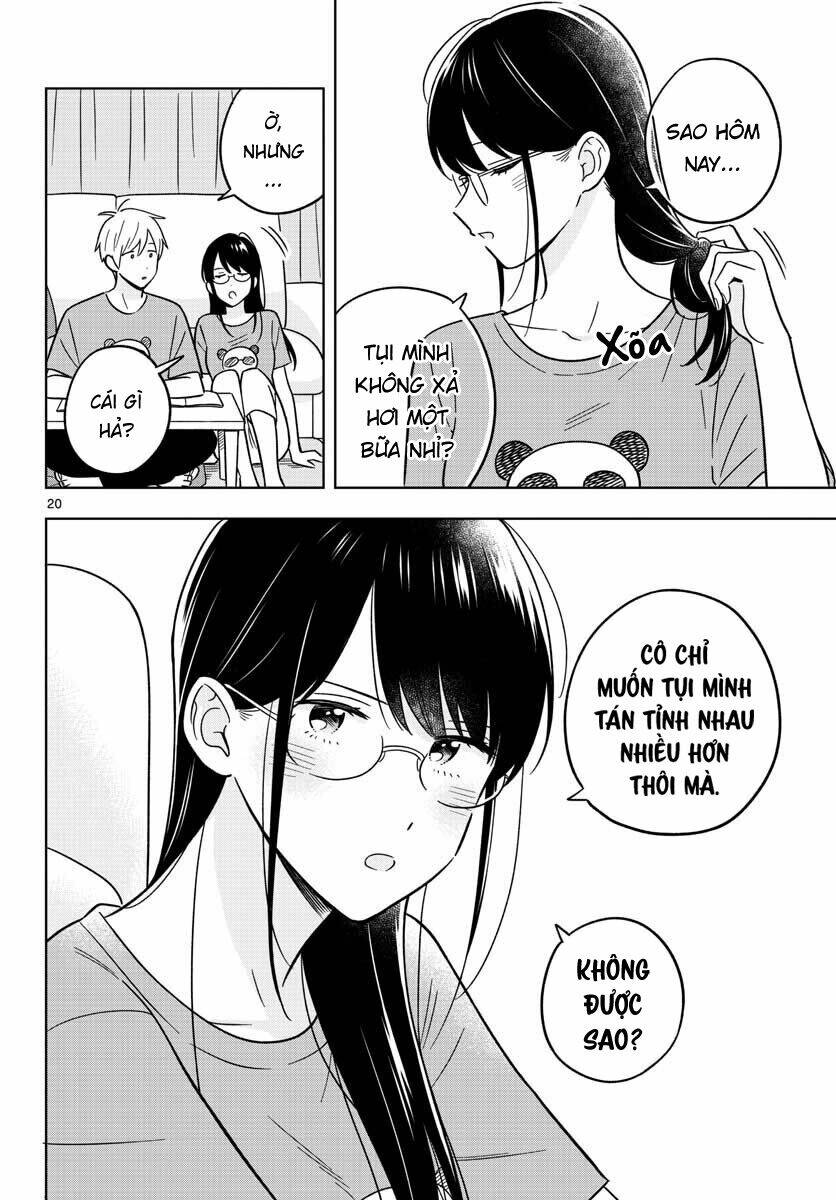 SAO HÔM
NAY...
Xõa
TỤI MÌNH
KHÔNG XẢ
HƠI MỘT
BỮA NHỈ?
Ờ,
NHƯNG
...
CÁI GÌ
HẢ?
20
CÔ CHỈ
MUỐN TỤI MÌNH
TÁN TỈNH NHAU
NHIỀU HƠN
THÔI MÀ.
KHÔNG
ĐƯỢC
SAO?